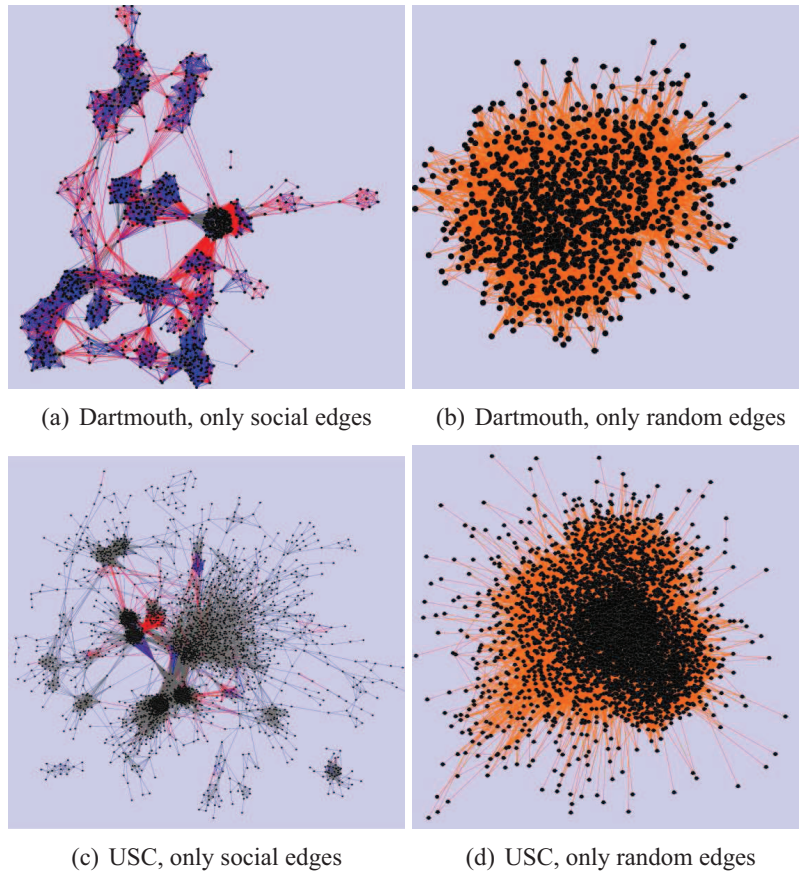 (a) Dartmouth, only social edges
(b) Dartmouth, only random edges
(c) USC, only social edges
(d) USC, only random edges